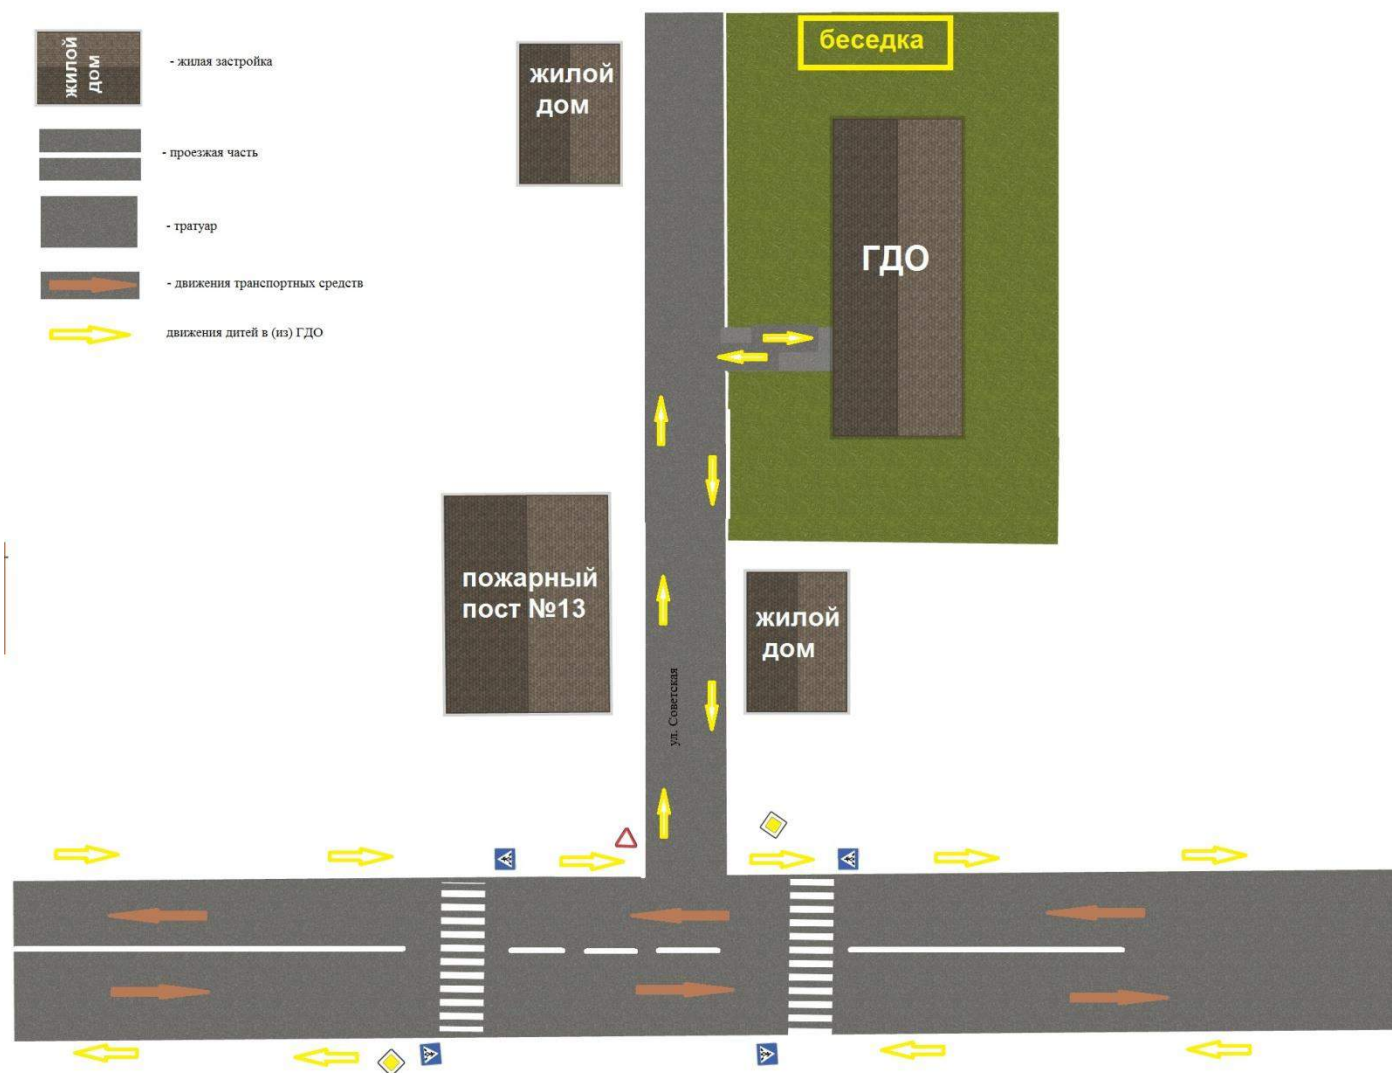 жилой
дом
- жилая застройка
- проезжая часть
- тратуар
- движения транспортных средств
движения дитей в (из) ГДО
жилой
дом
беседка
ГДО
пожарный
пост №13
жилой
дом
ул. Советская